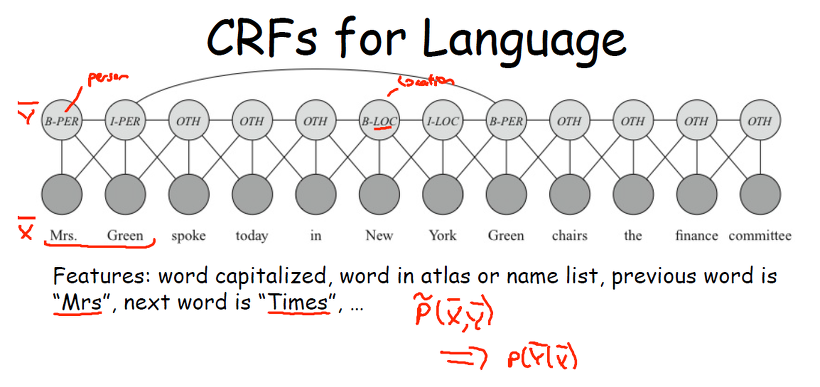 CRFs for Language
person
location
Y B-PER I-PER OTH OTH OTH B-LOC I-LOC B-PER OTH OTH OTH OTH
X Mrs. Green spoke today in New York Green chairs the finance committee
Features: word capitalized, word in atlas or name list, previous word is
“Mrs”, next word is “Times”, ...
P̃(X̄,Ȳ)
⇒ P(Ȳ|X̄)